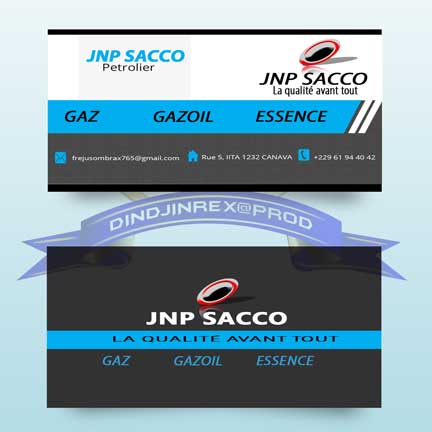 JNP SACCO
Petrolier
JNP SACCO
La qualité avant tout
GAZ GAZOIL ESSENCE
frejusombrax765@gmail.com Rue 5, IITA 1232 CANAVA +229 61 94 40 42
DINDJINREX@PROD
JNP SACCO
LA QUALITE AVANT TOUT
GAZ GAZOIL ESSENCE